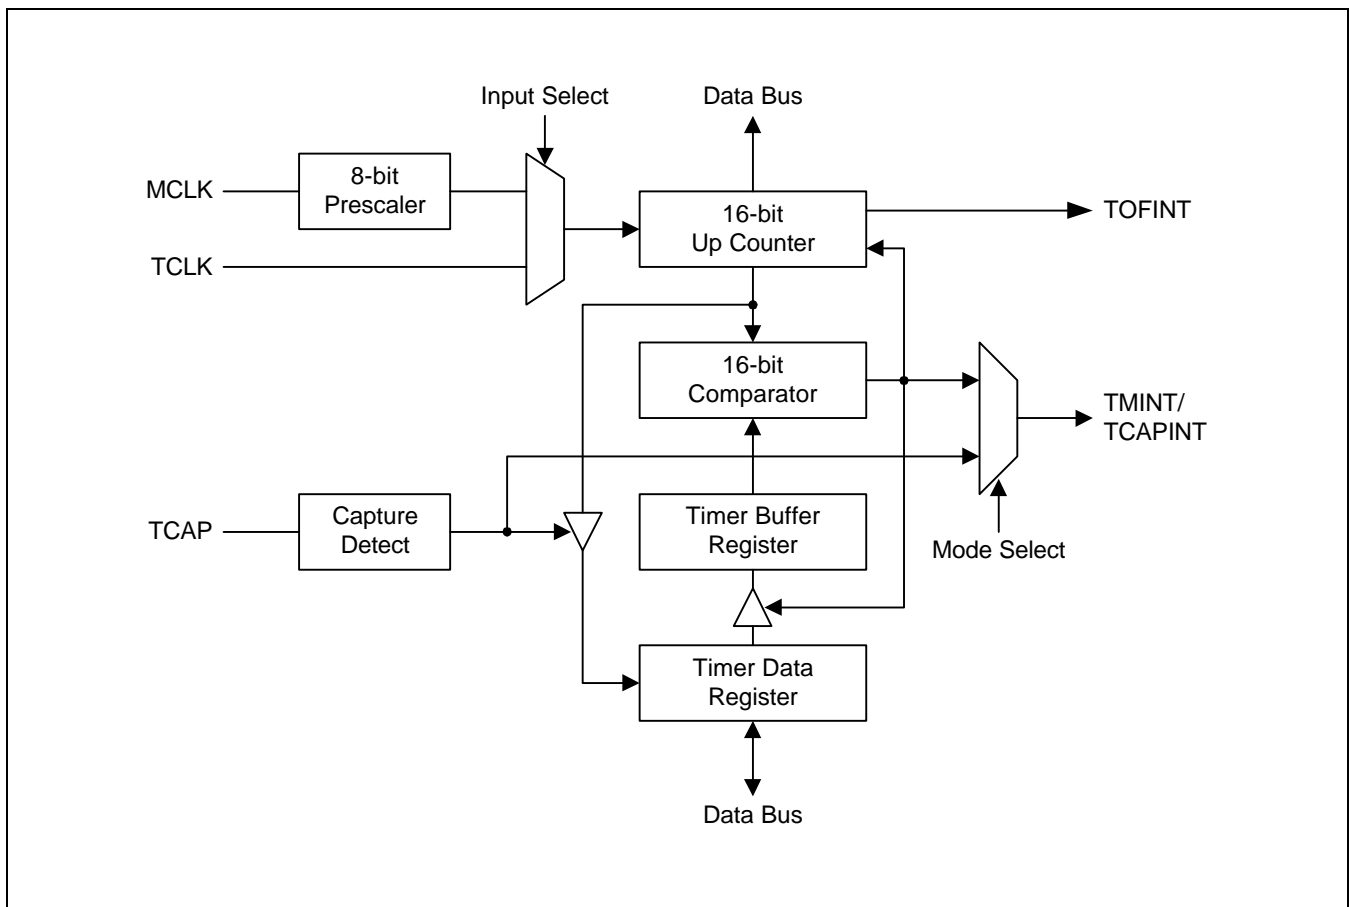 Input Select
Data Bus
MCLK
8-bit
Prescaler
16-bit
Up Counter
TOFINT
TCLK
16-bit
Comparator
TMINT/
TCAPINT
TCAP
Capture
Detect
Timer Buffer
Register
Mode Select
Timer Data
Register
Data Bus